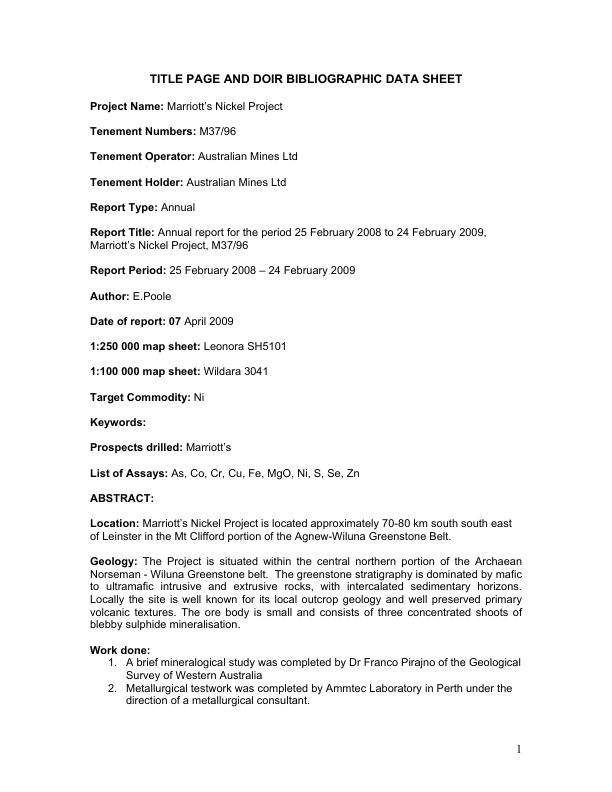 TITLE PAGE AND DOIR BIBLIOGRAPHIC DATA SHEET
Project Name: Marriott's Nickel Project
Tenement Numbers: M37/96
Tenement Operator: Australian Mines Ltd
Tenement Holder: Australian Mines Ltd
Report Type: Annual
Report Title: Annual report for the period 25 February 2008 to 24 February 2009,
Marriott's Nickel Project, M37/96
Report Period: 25 February 2008 – 24 February 2009
Author: E.Poole
Date of report: 07 April 2009
1:250 000 map sheet: Leonora SH5101
1:100 000 map sheet: Wildara 3041
Target Commodity: Ni
Keywords:
Prospects drilled: Marriott's
List of Assays: As, Co, Cr, Cu, Fe, MgO, Ni, S, Se, Zn
ABSTRACT:
Location: Marriott's Nickel Project is located approximately 70-80 km south south east
of Leinster in the Mt Clifford portion of the Agnew-Wiluna Greenstone Belt.
Geology: The Project is situated within the central northern portion of the Archaean
Norseman - Wiluna Greenstone belt. The greenstone stratigraphy is dominated by mafic
to ultramafic intrusive and extrusive rocks, with intercalated sedimentary horizons.
Locally the site is well known for its local outcrop geology and well preserved primary
volcanic textures. The ore body is small and consists of three concentrated shoots of
blebby sulphide mineralisation.
Work done:
1. A brief mineralogical study was completed by Dr Franco Pirajno of the Geological
Survey of Western Australia
2. Metallurgical testwork was completed by Ammtec Laboratory in Perth under the
direction of a metallurgical consultant.
1